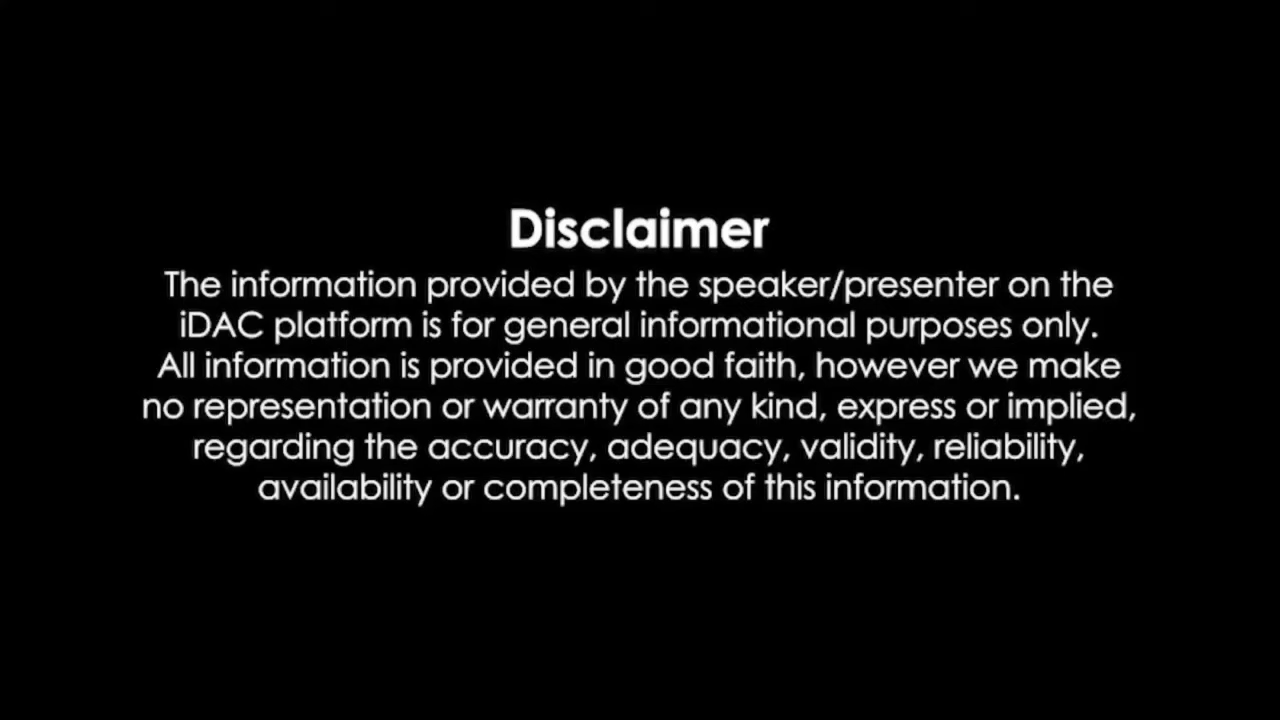 Disclaimer
The information provided by the speaker/presenter on the
iDAC platform is for general informational purposes only.
All information is provided in good faith, however we make
no representation or warranty of any kind, express or implied,
regarding the accuracy, adequacy, validity, reliability,
availability or completeness of this information.